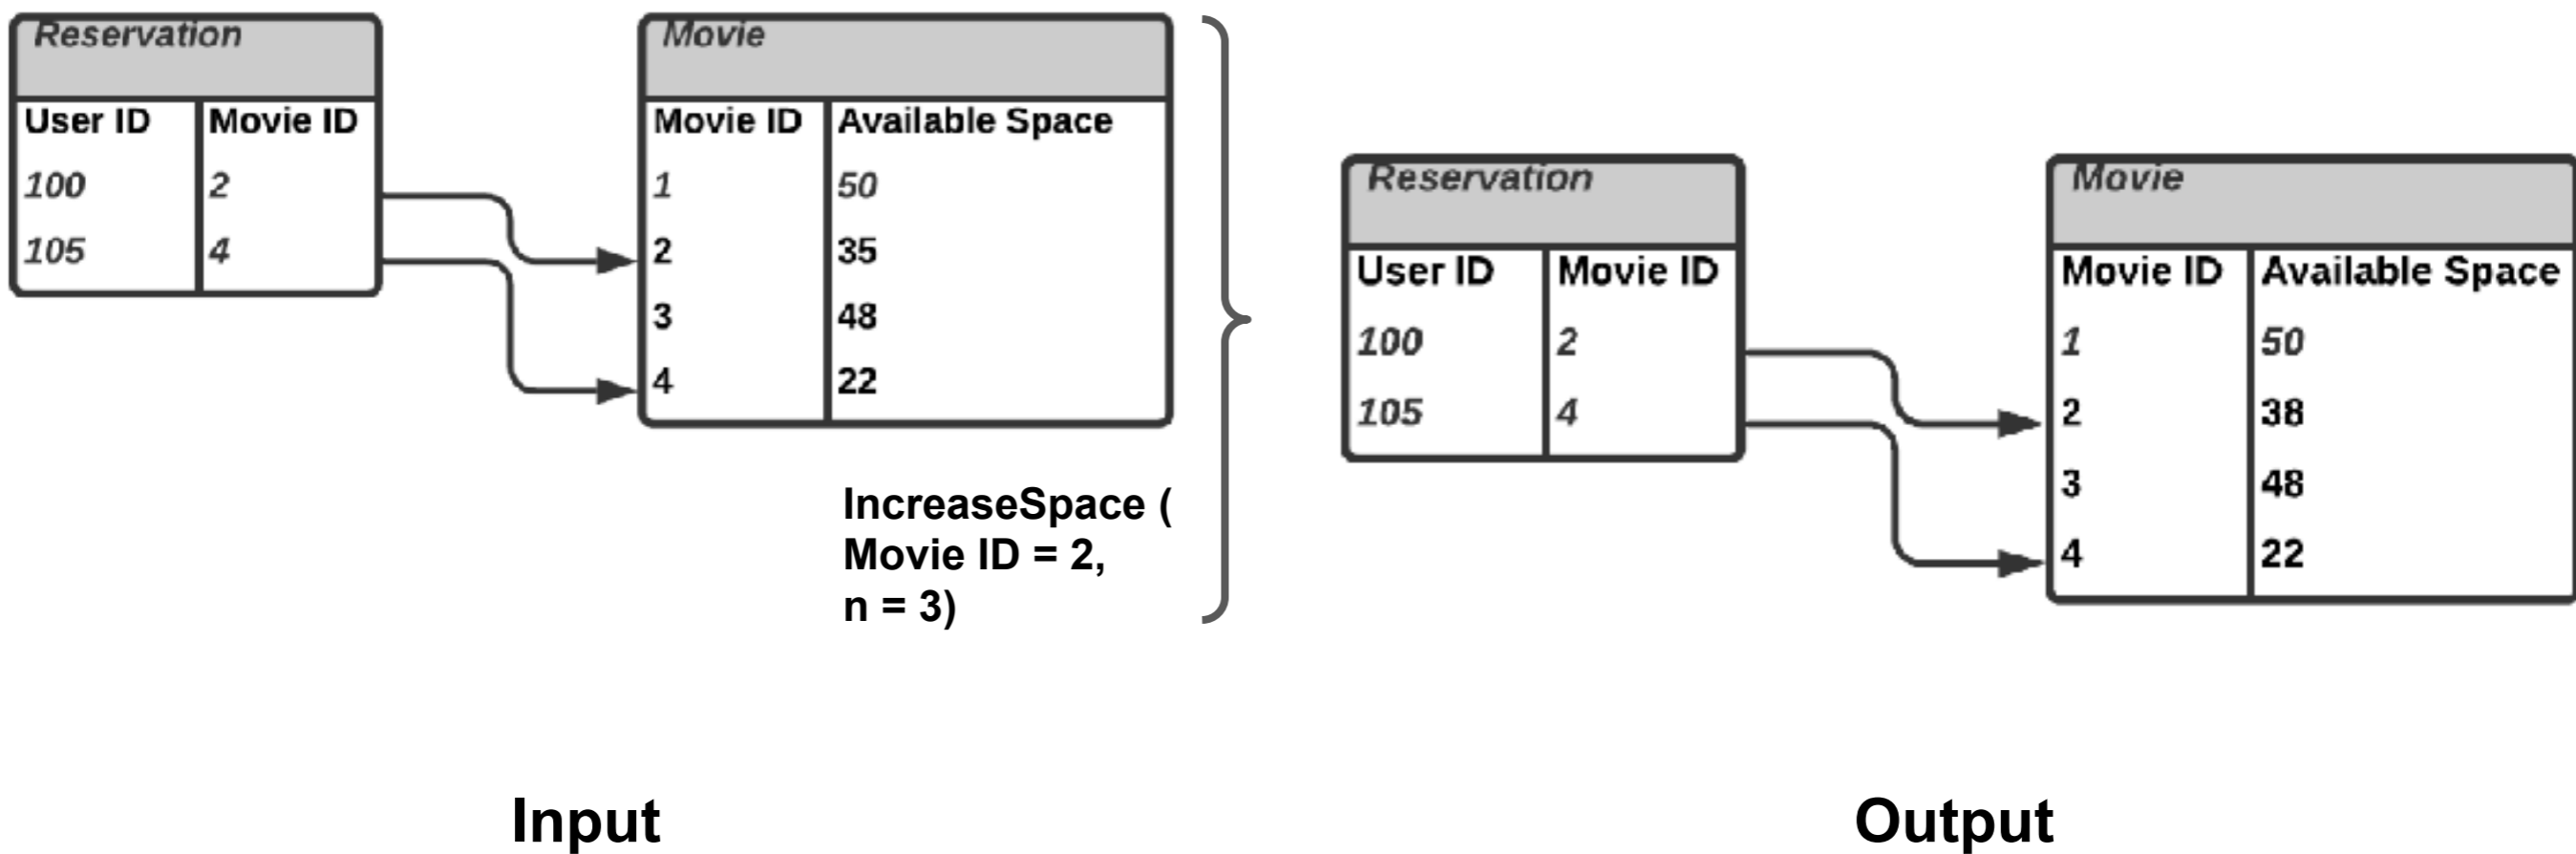 Reservation
User ID Movie ID
100 2
105 4
Movie
Movie ID Available Space
1 50
2 35
3 48
4 22
IncreaseSpace (
Movie ID = 2,
n = 3)
Input
Reservation
User ID Movie ID
100 2
105 4
Movie
Movie ID Available Space
1 50
2 38
3 48
4 22
Output